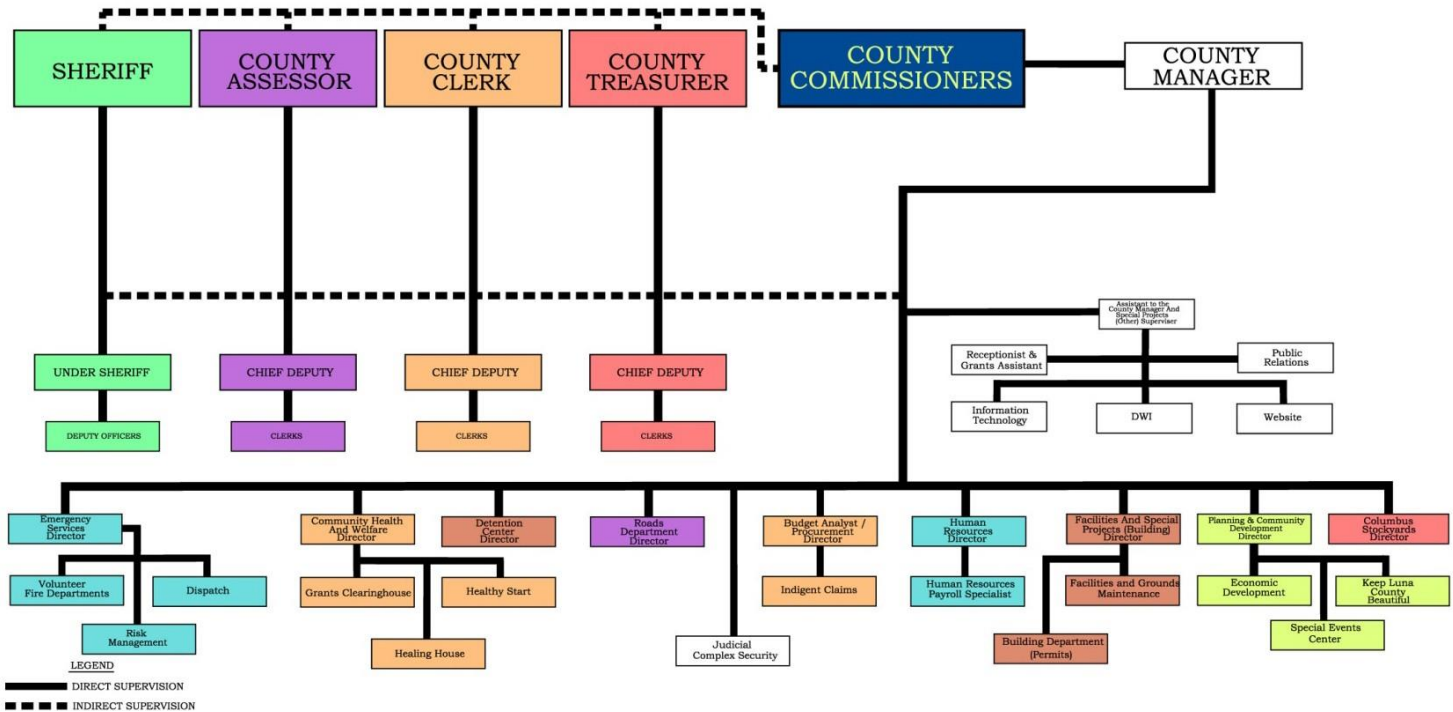 SHERIFF
COUNTY
ASSESSOR
COUNTY
CLERK
COUNTY
TREASURER
COUNTY
COMMISSIONERS
COUNTY
MANAGER
Assistant to the
County Manager And
Special Projects
(Other) Superviser
Receptionist &
Grants Assistant
Public
Relations
Information
Technology
DWI
Website
UNDER SHERIFF
CHIEF DEPUTY
CHIEF DEPUTY
CHIEF DEPUTY
DEPUTY OFFICERS
CLERKS
CLERKS
CLERKS
Emergency
Services
Director
Community Health
And Welfare
Director
Detention
Center
Director
Roads
Department
Director
Budget Analyst /
Procurement
Director
Human
Resources
Director
Facilities And Special
Projects (Building)
Director
Planning & Community
Development
Director
Columbus
Stockyards
Director
Volunteer
Fire Departments
Dispatch
Risk
Management
Grants Clearinghouse
Healthy Start
Healing House
Judicial
Complex Security
Indigent Claims
Human Resources
Payroll Specialist
Facilities and Grounds
Maintenance
Building Department
(Permits)
Economic
Development
Keep Luna
County
Beautiful
Special Events
Center
LEGEND
DIRECT SUPERVISION
INDIRECT SUPERVISION